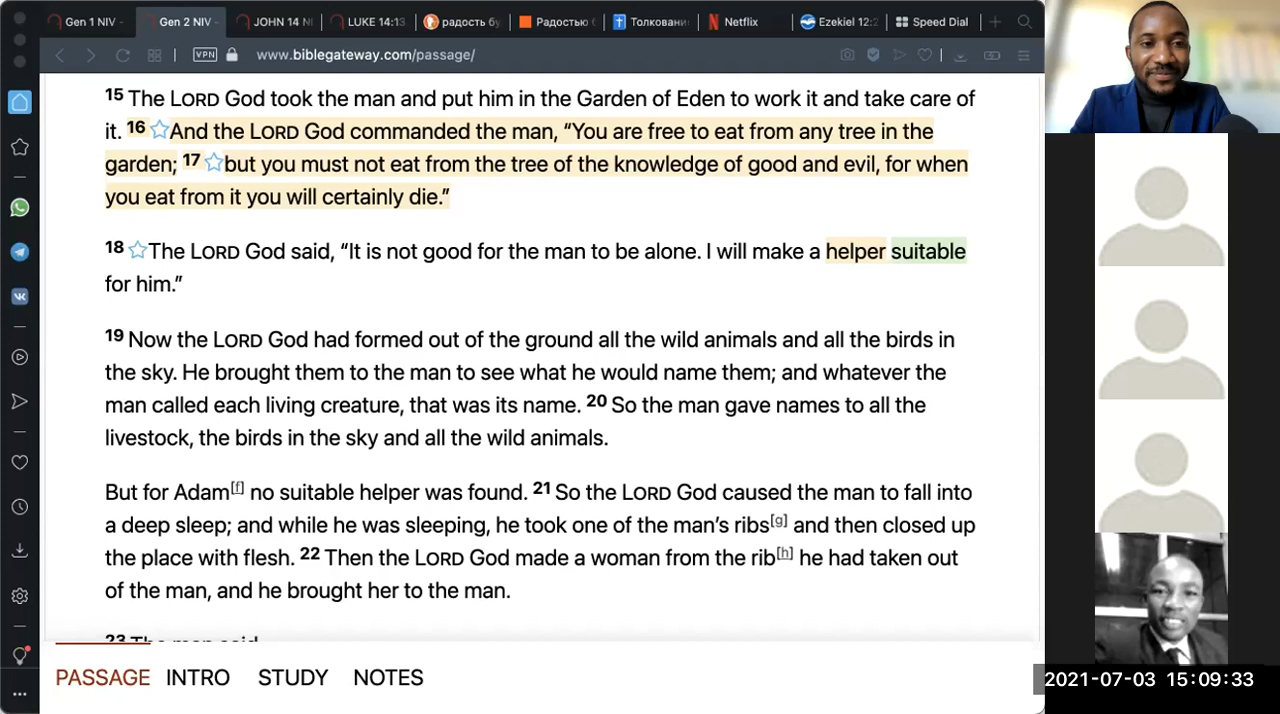 Gen 1 NIV -
Gen 2 NIV -
JOHN 14 NI
LUKE 14:13
радость бу
Радостью б
Толковани
Netflix
Ezekiel 12:2
Speed Dial
VPN
www.biblegateway.com/passage/
15 The LORD God took the man and put him in the Garden of Eden to work it and take care of
it. 16 And the LORD God commanded the man, “You are free to eat from any tree in the
garden; 17 but you must not eat from the tree of the knowledge of good and evil, for when
you eat from it you will certainly die.”
18 The LORD God said, “It is not good for the man to be alone. I will make a helper suitable
for him.”
19 Now the LORD God had formed out of the ground all the wild animals and all the birds in
the sky. He brought them to the man to see what he would name them; and whatever the
man called each living creature, that was its name. 20 So the man gave names to all the
livestock, the birds in the sky and all the wild animals.
But for Adam[f] no suitable helper was found. 21 So the LORD God caused the man to fall into
a deep sleep; and while he was sleeping, he took one of the man’s ribs[g] and then closed up
the place with flesh. 22 Then the LORD God made a woman from the rib[h] he had taken out
of the man, and he brought her to the man.
23 The man said,
PASSAGE INTRO STUDY NOTES
2021-07-03 15:09:33